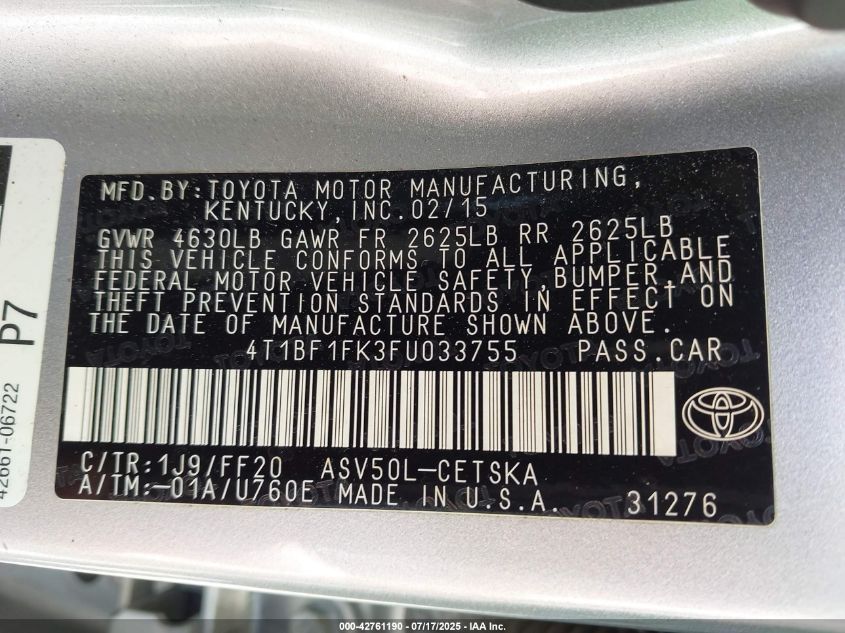 MFD.BY:TOYOTA MOTOR MANUFACTURING,
KENTUCKY,INC.02/15
GVWR 4630LB GAWR FR 2625LB RR 2625LB
THIS VEHICLE CONFORMS TO ALL APPLICABLE
FEDERAL MOTOR VEHICLE SAFETY,BUMPER,AND
THEFT PREVENTION STANDARDS IN EFFECT ON
THE DATE OF MANUFACTURE SHOWN ABOVE.
4T1BF1FK3FU033755 PASS.CAR
C/TR:1J9/FF20 ASV50L-CETSKA
A/TM:-01A/U760E MADE IN U.S.A. 31276
P7
42661-06722
000-42761190 - 07/17/2025 - IAA Inc.